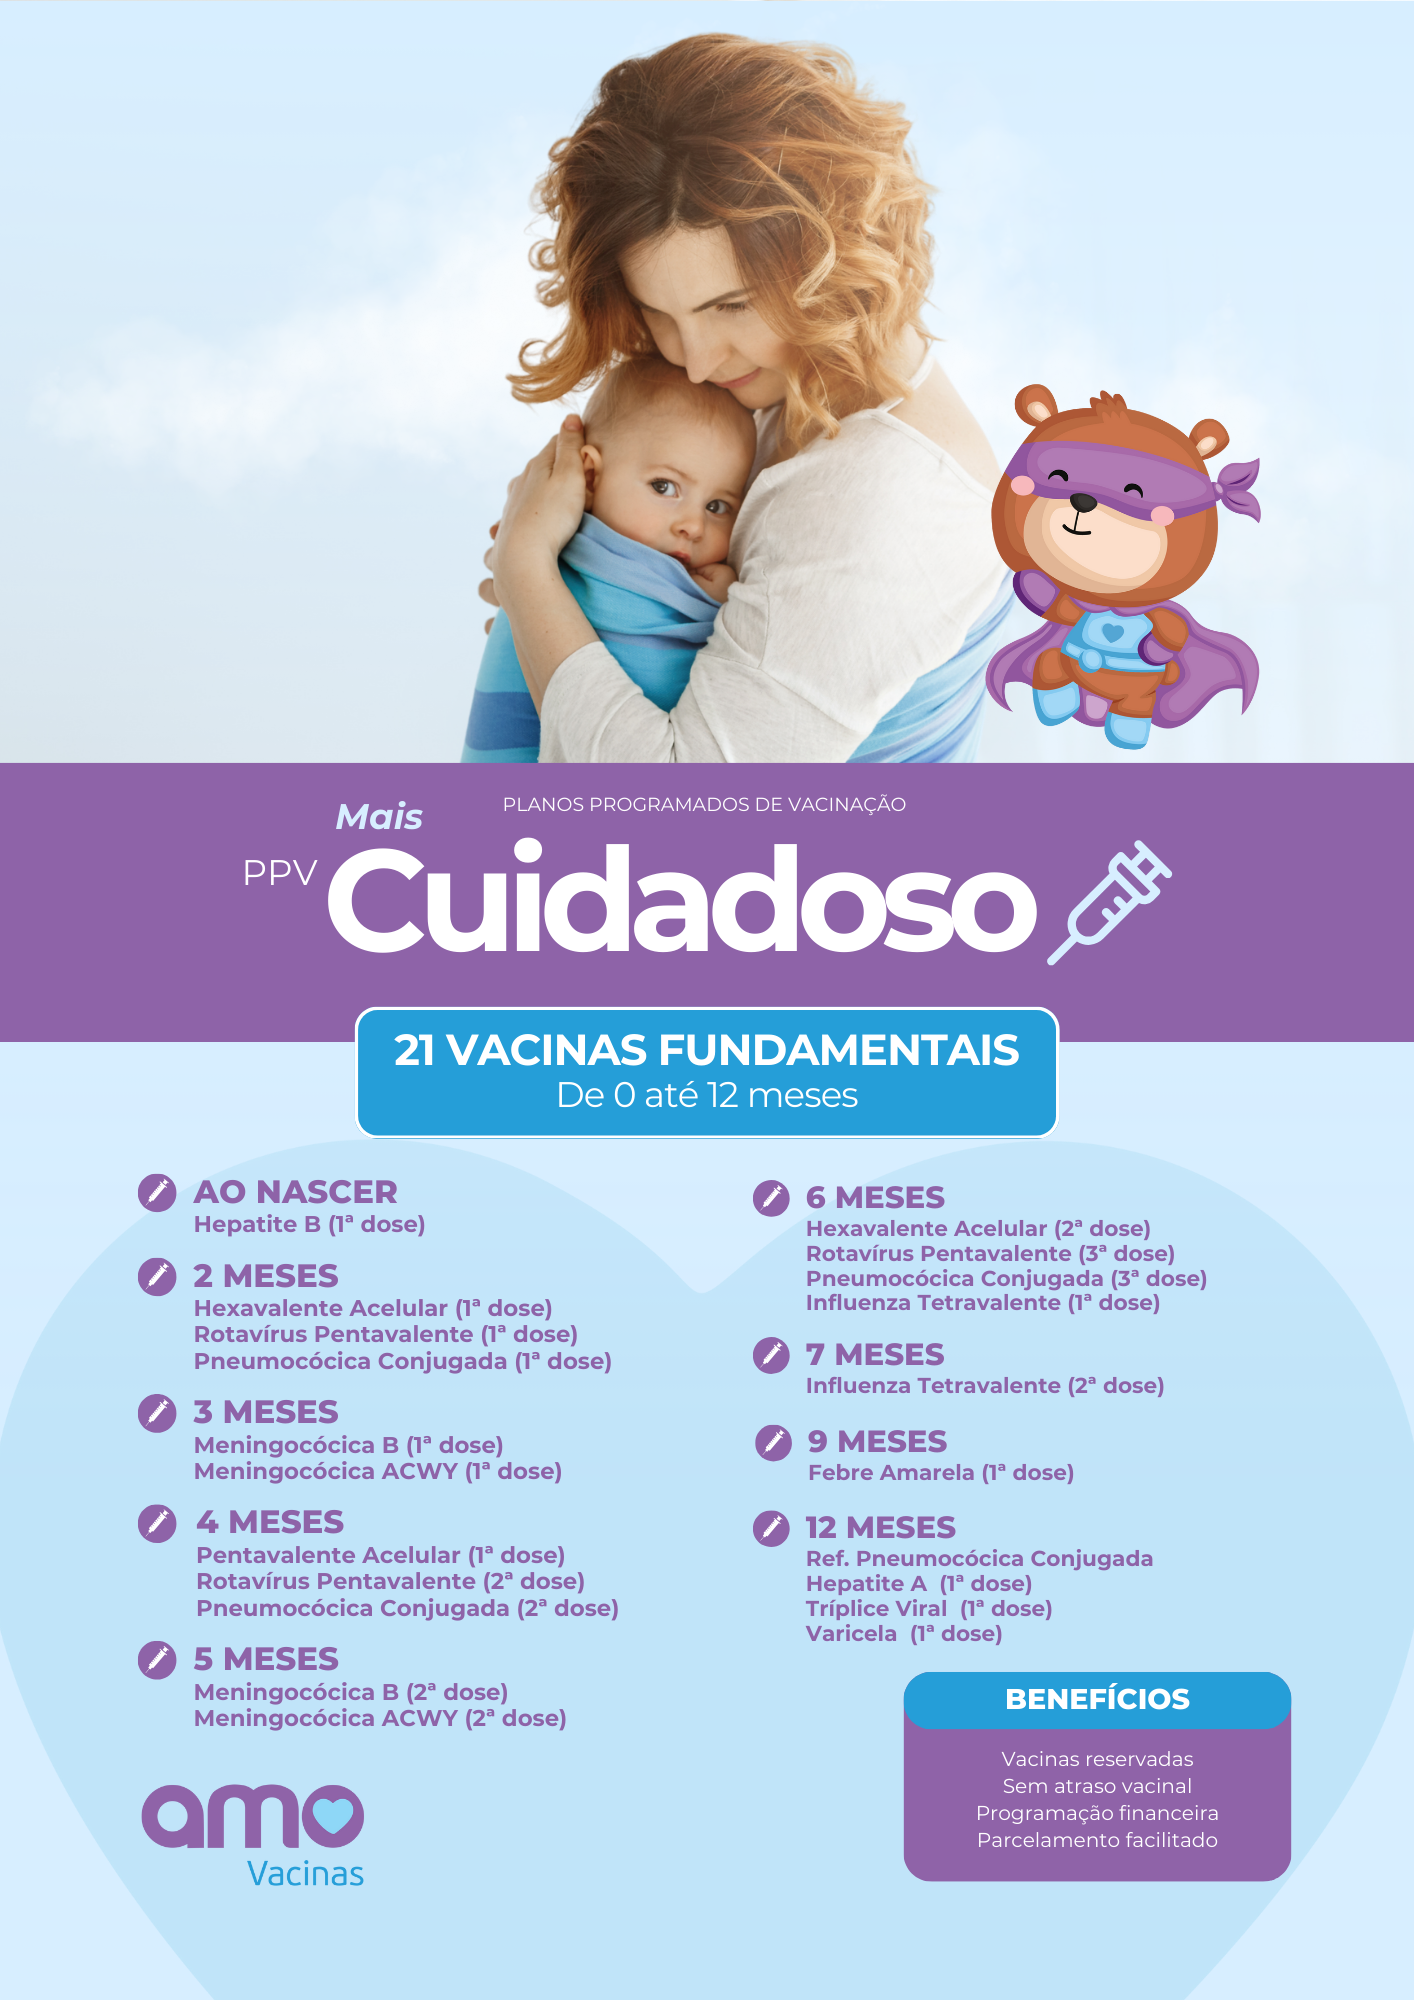 PLANOS PROGRAMADOS DE VACINAÇÃO
Mais
PPV Cuidadoso
21 VACINAS FUNDAMENTAIS
De 0 até 12 meses
AO NASCER
Hepatite B (1ª dose)
2 MESES
Hexavalente Acelular (1ª dose)
Rotavírus Pentavalente (1ª dose)
Pneumocócica Conjugada (1ª dose)
3 MESES
Meningocócica B (1ª dose)
Meningocócica ACWY (1ª dose)
4 MESES
Pentavalente Acelular (1ª dose)
Rotavírus Pentavalente (2ª dose)
Pneumocócica Conjugada (2ª dose)
5 MESES
Meningocócica B (2ª dose)
Meningocócica ACWY (2ª dose)
6 MESES
Hexavalente Acelular (2ª dose)
Rotavírus Pentavalente (3ª dose)
Pneumocócica Conjugada (3ª dose)
Influenza Tetravalente (1ª dose)
7 MESES
Influenza Tetravalente (2ª dose)
9 MESES
Febre Amarela (1ª dose)
12 MESES
Ref. Pneumocócica Conjugada
Hepatite A (1ª dose)
Tríplice Viral (1ª dose)
Varicela (1ª dose)
BENEFÍCIOS
Vacinas reservadas
Sem atraso vacinal
Programação financeira
Parcelamento facilitado
amo
Vacinas